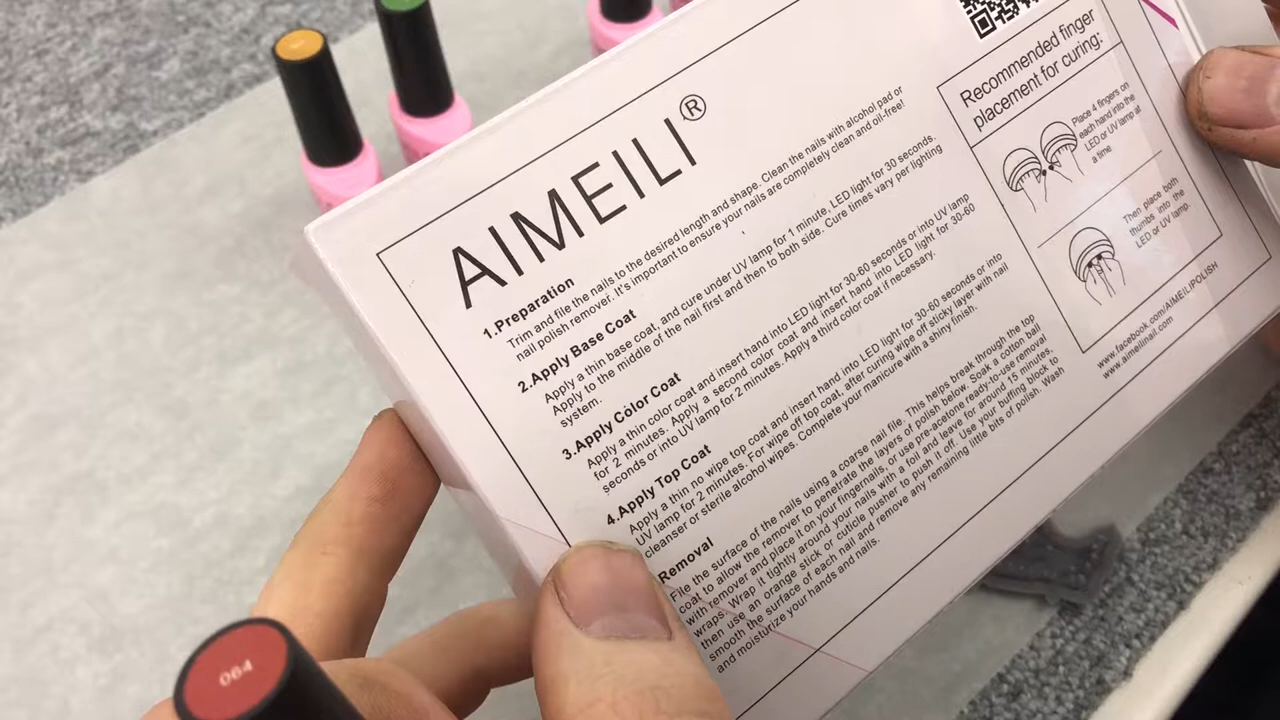 AIMEILI®
1.Preparation
Trim and file the nails to the desired length and shape. Clean the nails with alcohol pad or
nail polish remover. It's important to ensure your nails are completely clean and oil-free!
2.Apply Base Coat
Apply a thin base coat, and cure under UV lamp for 1 minute, LED light for 30 seconds.
Apply to the middle of the nail first and then to both side. Cure times vary per lighting
system.
3.Apply Color Coat
Apply a thin color coat and insert hand into LED light for 30-60 seconds or into UV lamp
for 2 minutes. Apply a second color coat and insert hand into LED light for 30-60
seconds or into UV lamp for 2 minutes. Apply a third color coat if necessary.
4.Apply Top Coat
Apply a thin no wipe top coat and insert hand into LED light for 30-60 seconds or into
UV lamp for 2 minutes. For wipe off top coat, after curing wipe off sticky layer with nail
cleanser or sterile alcohol wipes. Complete your manicure with a shiny finish.
Removal
File the surface of the nails using a coarse nail file. This helps break through the top
coat to allow the remover to penetrate the layers of polish below. Soak a cotton ball
with remover and place it on your fingernails, or use pre-acetone ready-to-use removal
wraps. Wrap it tightly around your nails with a foil and leave for around 15 minutes,
then use an orange stick or cuticle pusher to push it off. Use your buffing block to
smooth the surface of each nail and remove any remaining little bits of polish. Wash
and moisturize your hands and nails.
Recommended finger
placement for curing:
Place 4 fingers on
each hand into the
LED or UV lamp at
a time
Then place both
thumbs into the
LED or UV lamp.
www.facebook.com/AIMEILIPOLISH
www.aimeilinail.com
064